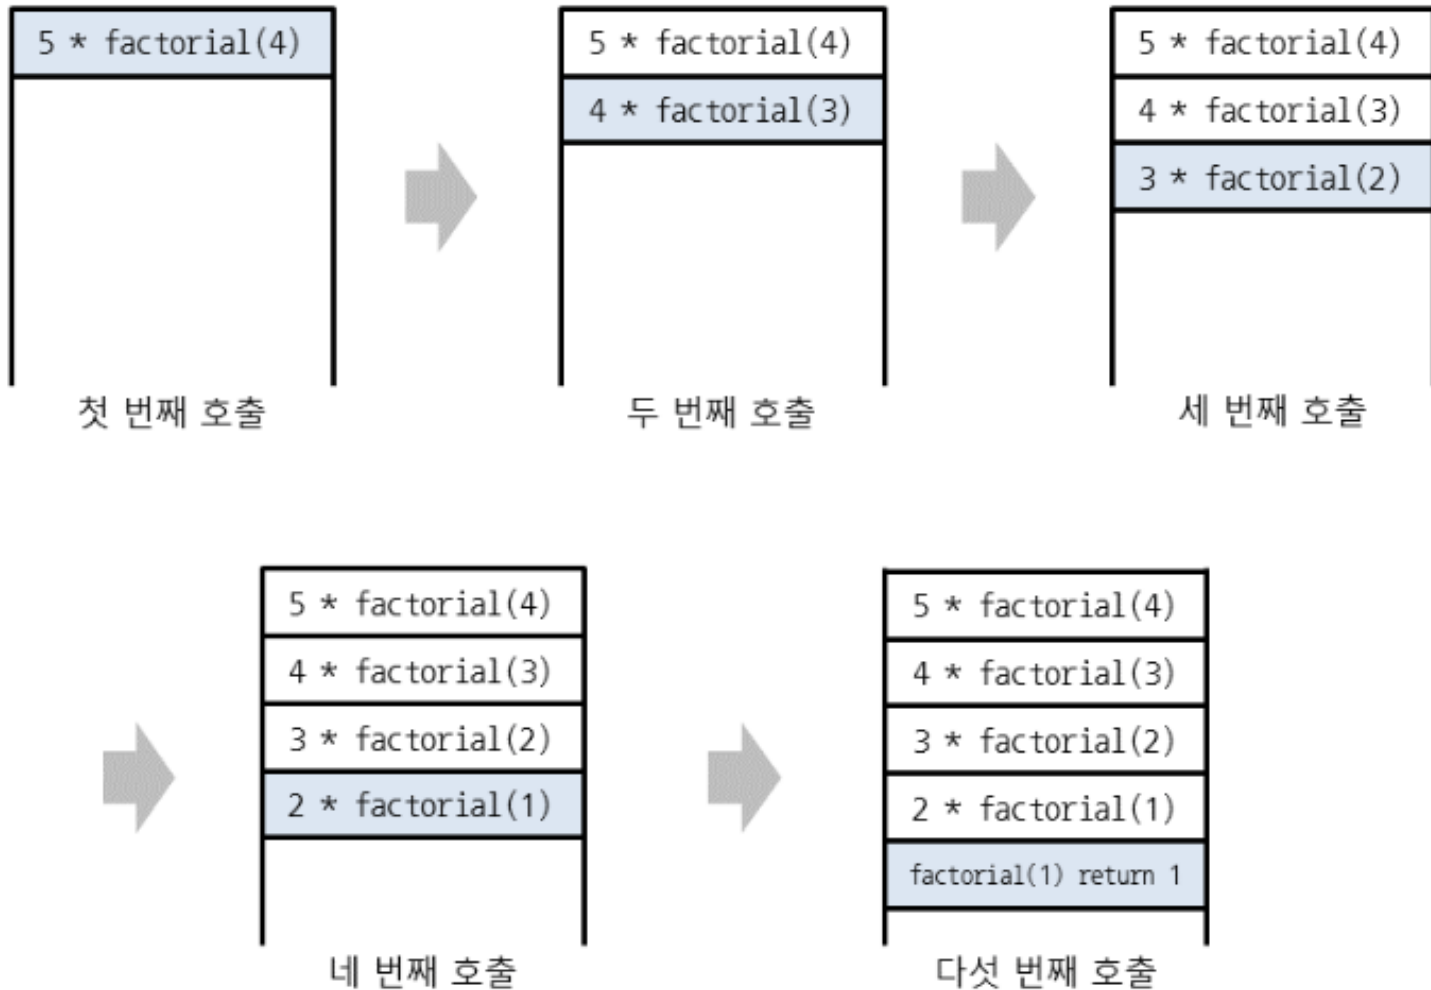 5 * factorial(4)
첫 번째 호출
5 * factorial(4)
4 * factorial(3)
두 번째 호출
5 * factorial(4)
4 * factorial(3)
3 * factorial(2)
세 번째 호출
5 * factorial(4)
4 * factorial(3)
3 * factorial(2)
2 * factorial(1)
네 번째 호출
5 * factorial(4)
4 * factorial(3)
3 * factorial(2)
2 * factorial(1)
factorial(1) return 1
다섯 번째 호출